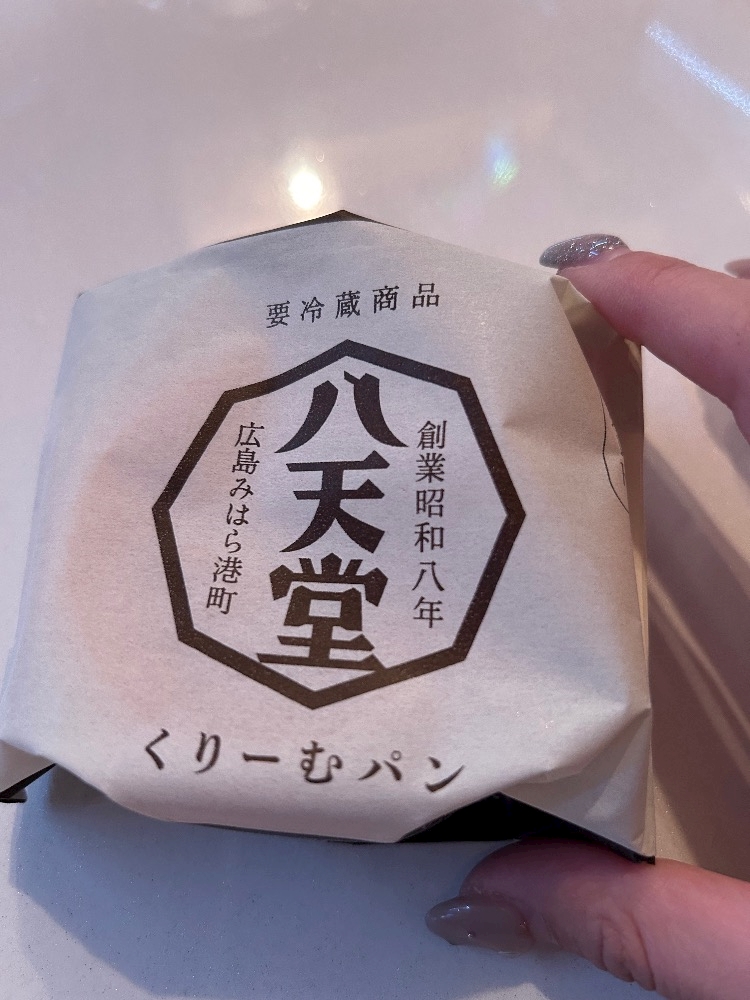 要冷蔵商品
創業昭和八年
八天堂
広島みはら港町
くりーむパン